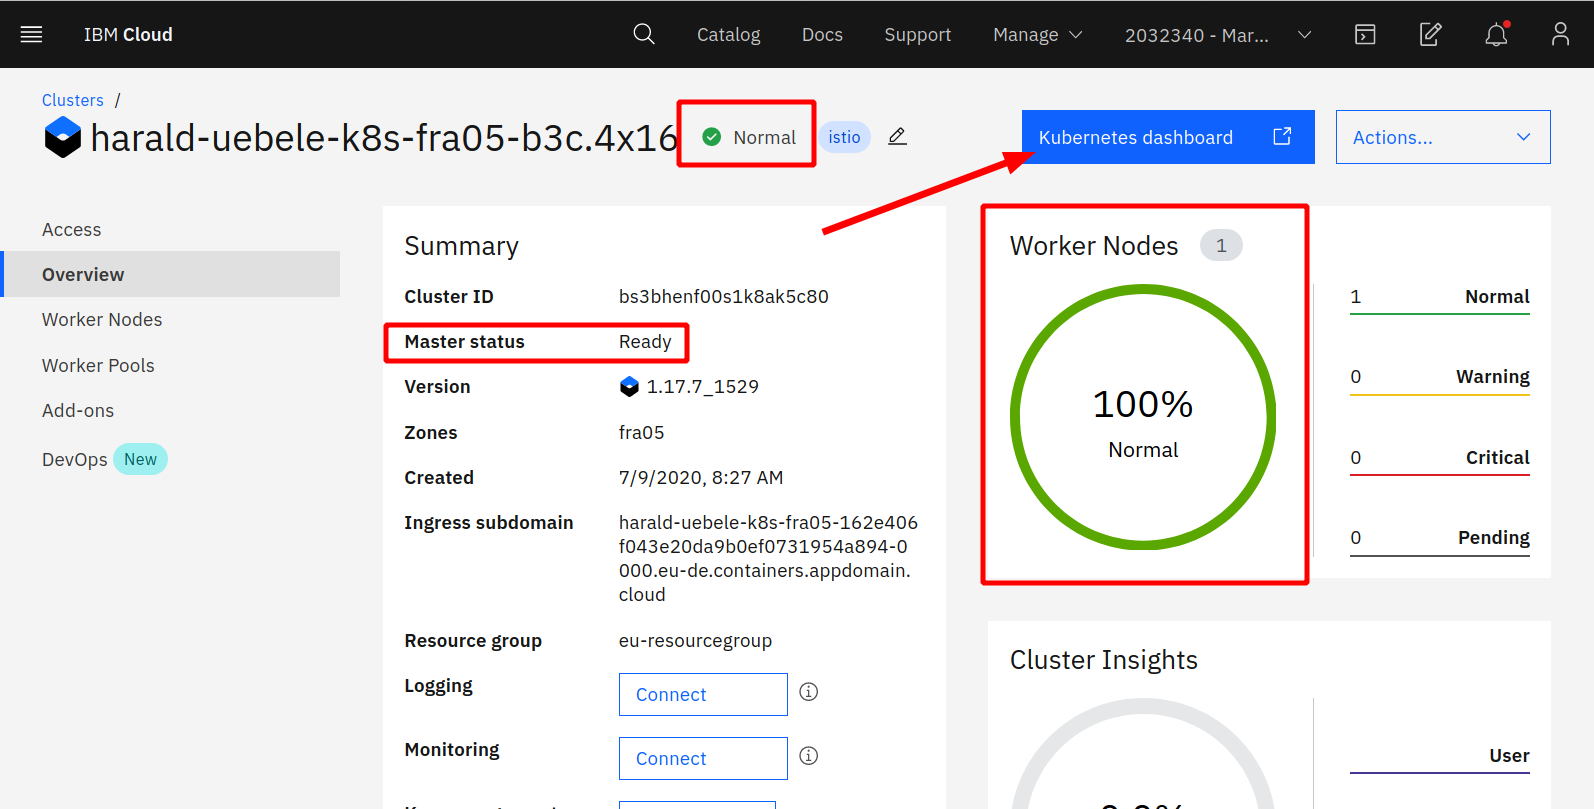 IBM Cloud
Catalog
Docs
Support
Manage
2032340 - Mar...
Clusters /
harald-uebele-k8s-fra05-b3c.4x16
Normal
istio
Kubernetes dashboard
Actions...
Access
Overview
Worker Nodes
Worker Pools
Add-ons
DevOps New
Summary
Cluster ID bs3bhenf00s1k8ak5c80
Master status Ready
Version 1.17.7_1529
Zones fra05
Created 7/9/2020, 8:27 AM
Ingress subdomain harald-uebele-k8s-fra05-162e406
f043e20da9b0ef0731954a894-0
000.eu-de.containers.appdomain.
cloud
Resource group eu-resourcegroup
Logging Connect
Monitoring Connect
Worker Nodes 1
100%
Normal
1 Normal
0 Warning
0 Critical
0 Pending
Cluster Insights
User